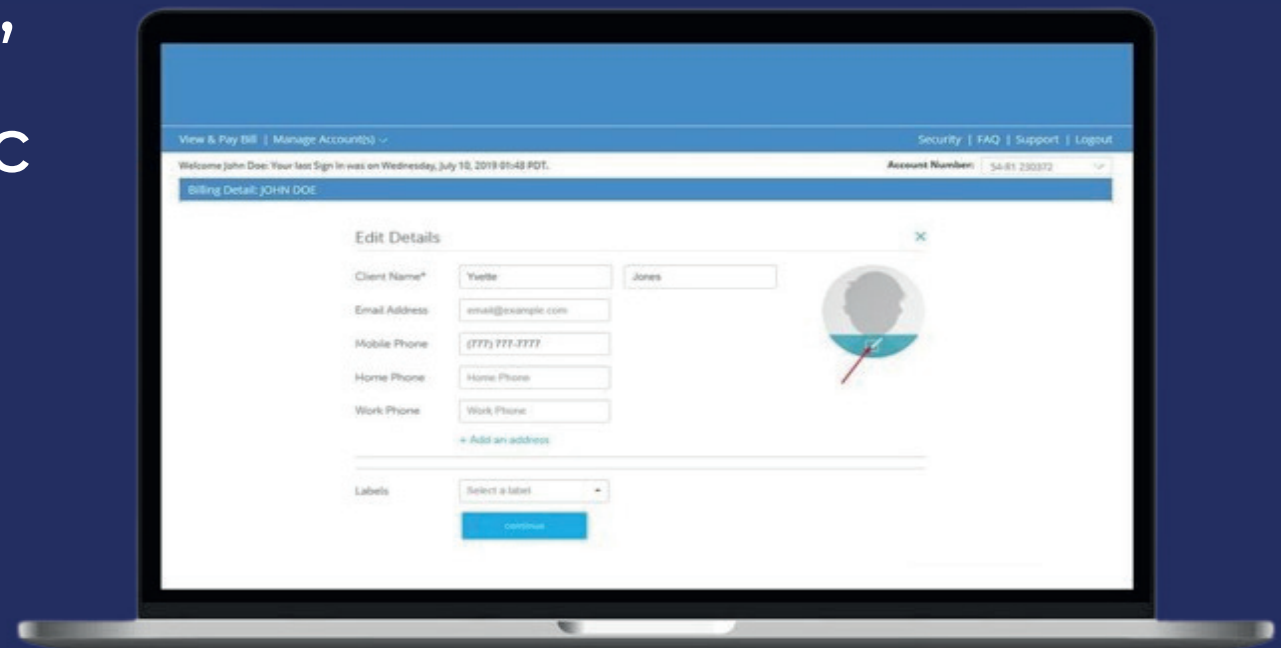 ,
C
View & Pay Bill | Manage Account(s)
Security | FAQ | Support | Logout
Welcome John Doe: Your last Sign in was on Wednesday, July 10, 2019 01:48 PDT.
Account Number: 54-81 230372
Billing Detail: JOHN DOE
Edit Details
Client Name* Yvette Jones
Email Address email@example.com
Mobile Phone (777) 777-7777
Home Phone Home Phone
Work Phone Work Phone
+ Add an address
Labels Select a label
continue